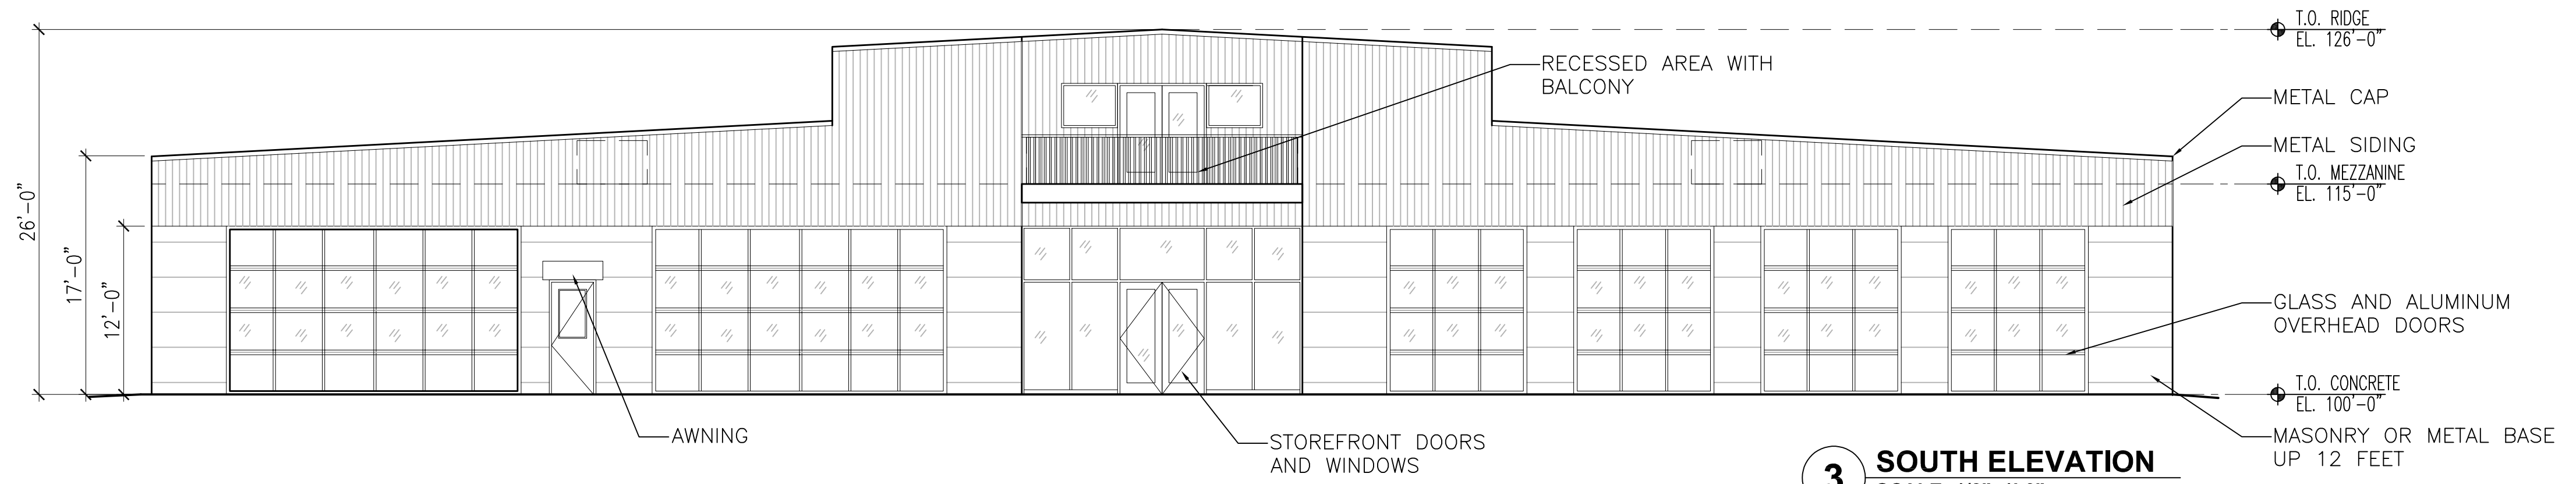 T.O. RIDGE
EL. 126'-0"
RECESSED AREA WITH
BALCONY
METAL CAP
METAL SIDING
T.O. MEZZANINE
EL. 115'-0"
26'-0"
17'-0"
12'-0"
GLASS AND ALUMINUM
OVERHEAD DOORS
T.O. CONCRETE
EL. 100'-0"
AWNING
STOREFRONT DOORS
AND WINDOWS
MASONRY OR METAL BASE
UP 12 FEET
3
SOUTH ELEVATION